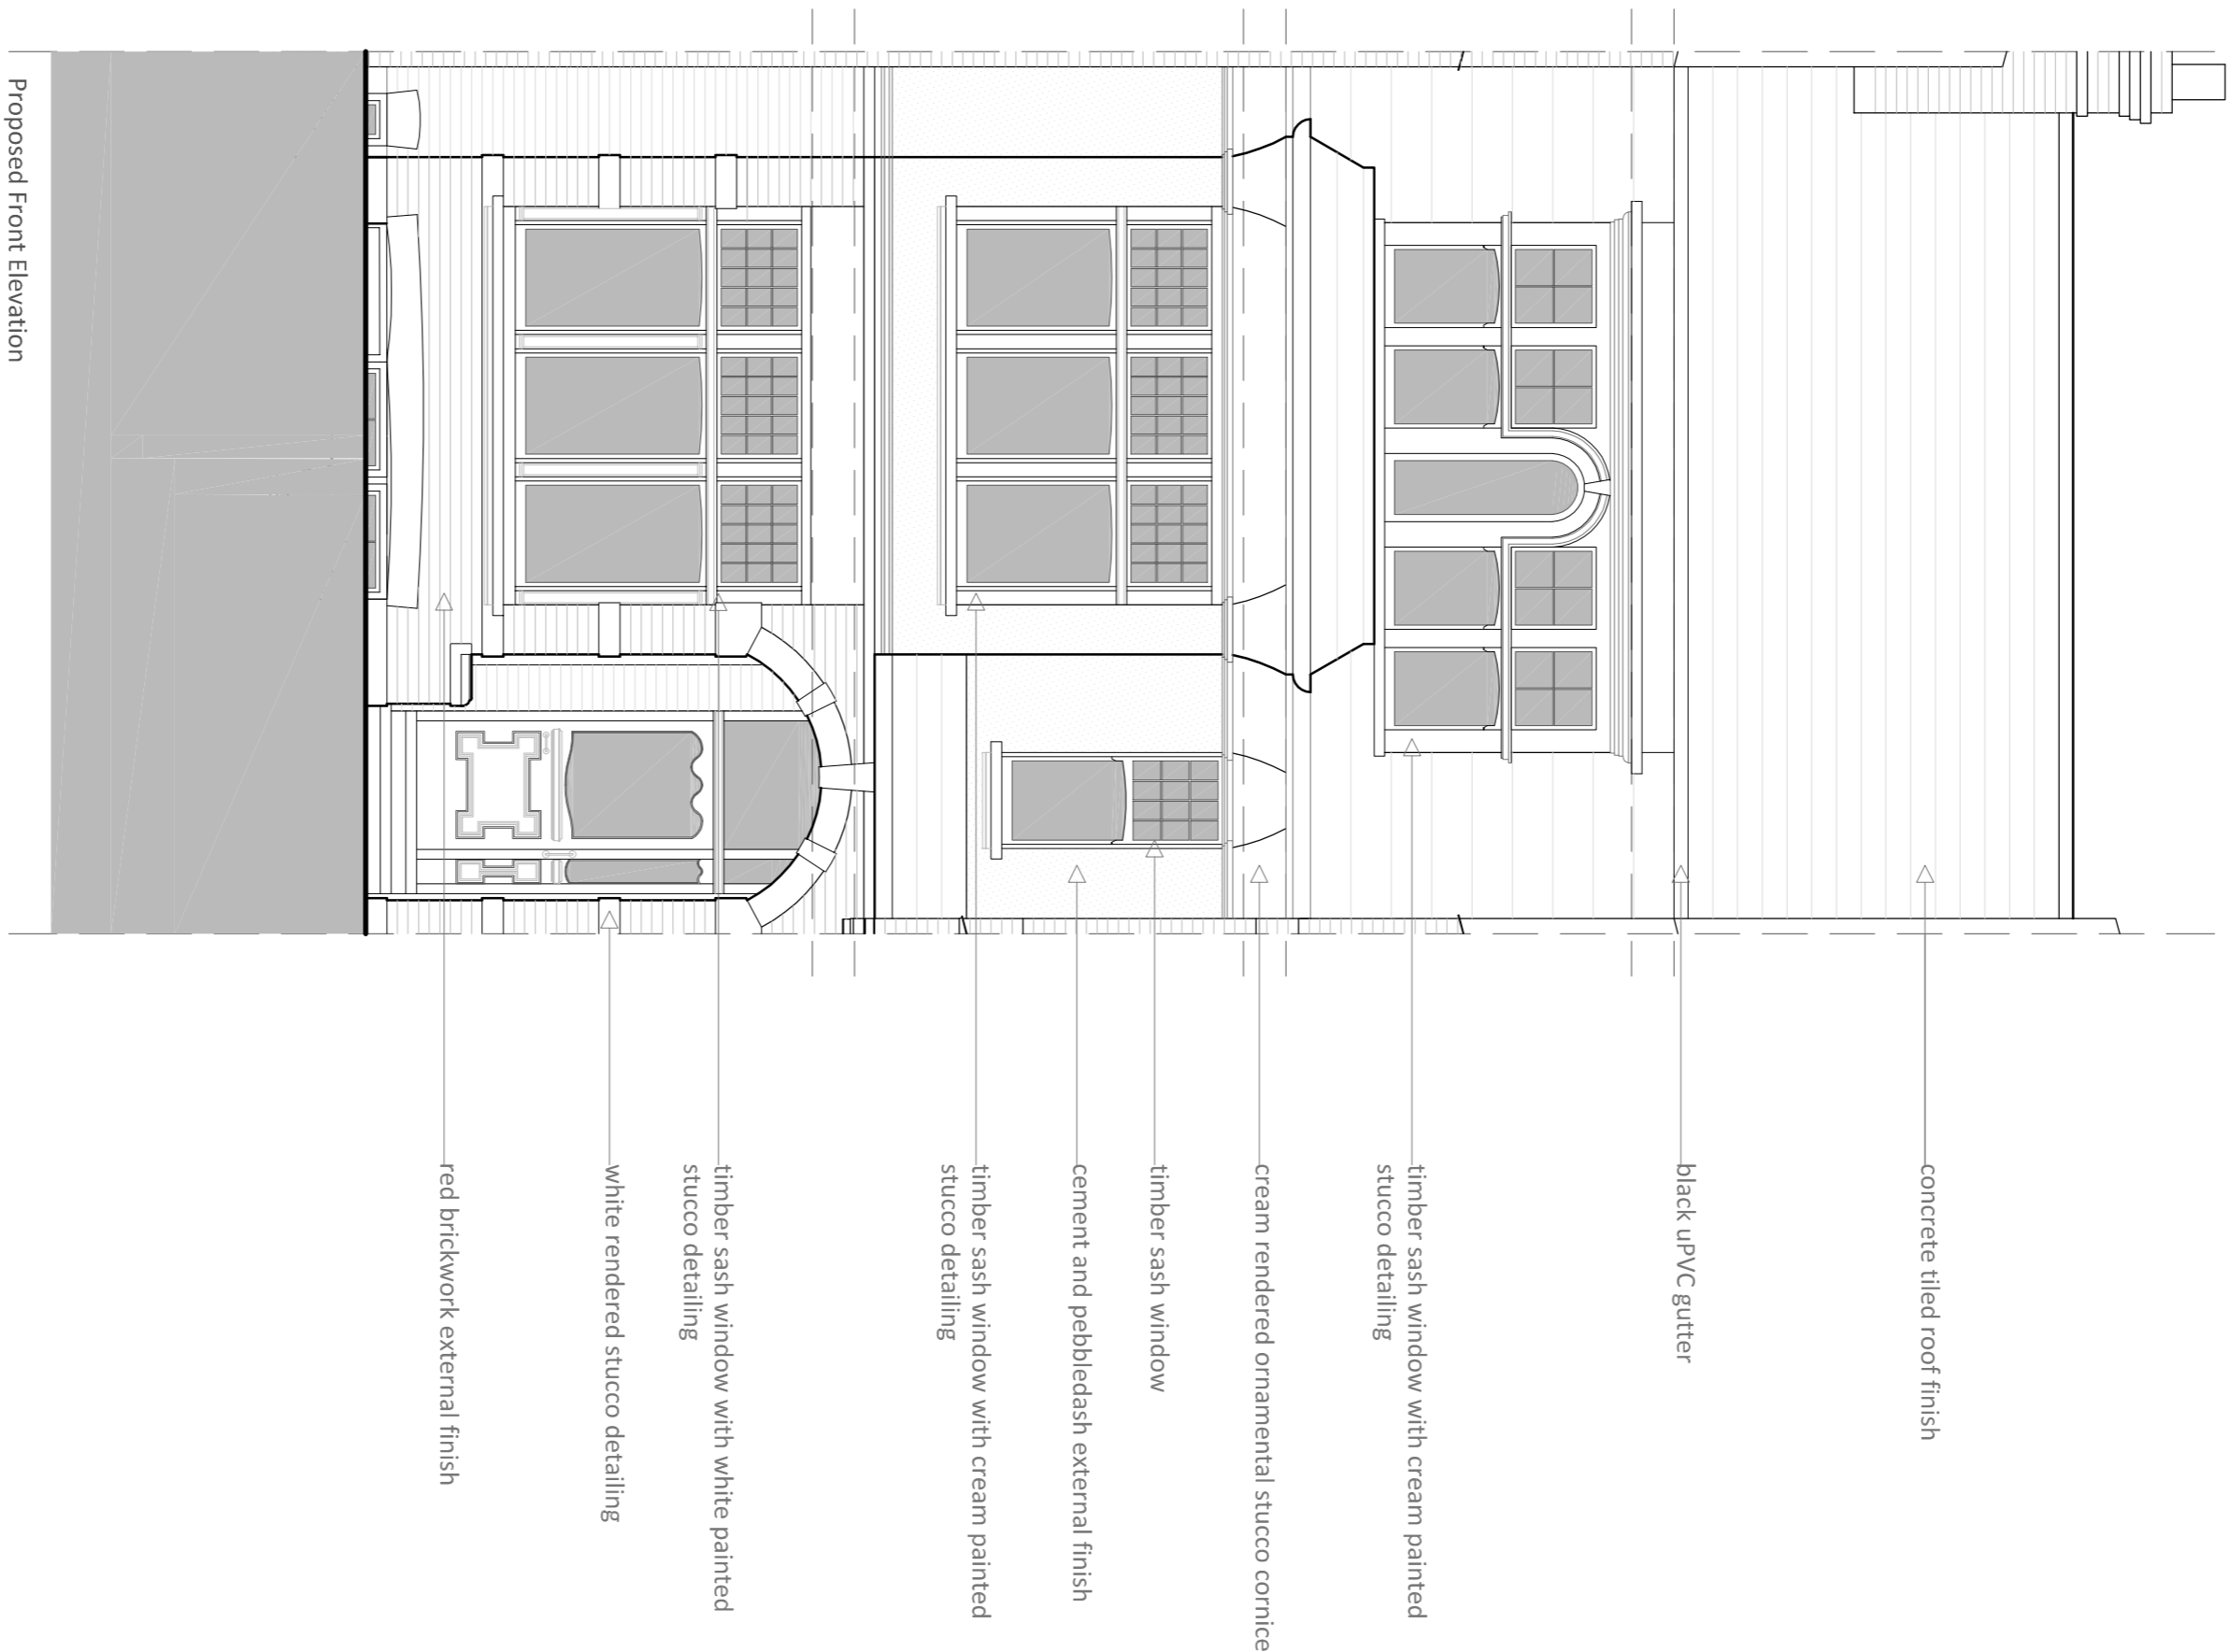 concrete tiled roof finish
black uPVC gutter
timber sash window with cream painted
stucco detailing
cream rendered ornamental stucco cornice
timber sash window
cement and pebbledash external finish
timber sash window with cream painted
stucco detailing
timber sash window with white painted
stucco detailing
white rendered stucco detailing
red brickwork external finish
Proposed Front Elevation